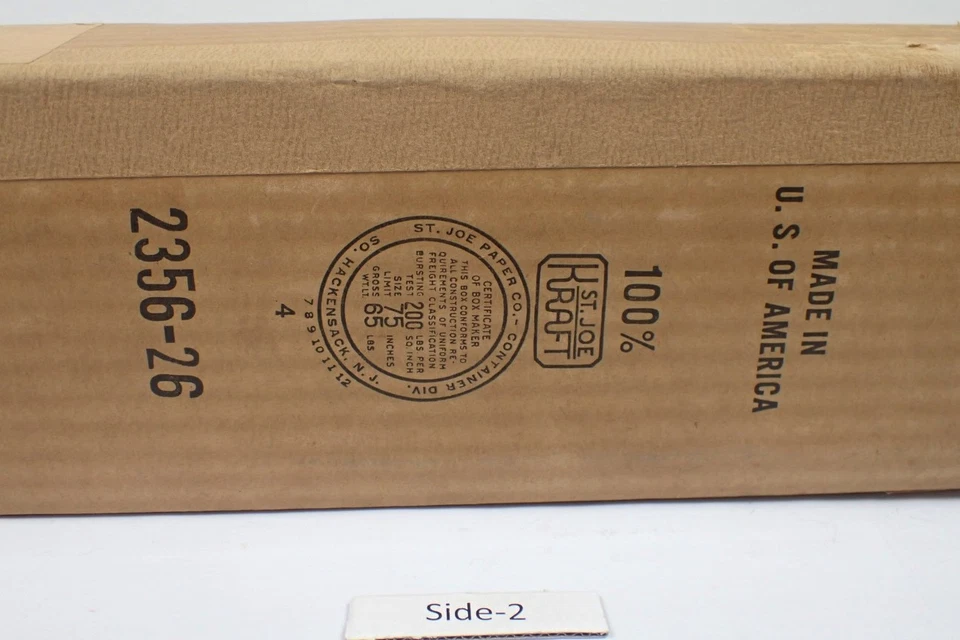 MADE IN
U. S. OF AMERICA
100%
ST. JOE
KRAFT
ST. JOE PAPER CO. - CONTAINER DIV.
SO. HACKENSACK, N. J.
CERTIFICATE
OF BOX MAKER
THIS BOX CONFORMS TO
ALL CONSTRUCTION RE-
QUIREMENTS OF UNIFORM
FREIGHT CLASSIFICATION
BURSTING TEST 200 LBS PER SQ. INCH
SIZE LIMIT 75 INCHES
GROSS WT. LT. 65 LBS
7 8 9 10 11 12
4
2356-26
Side-2